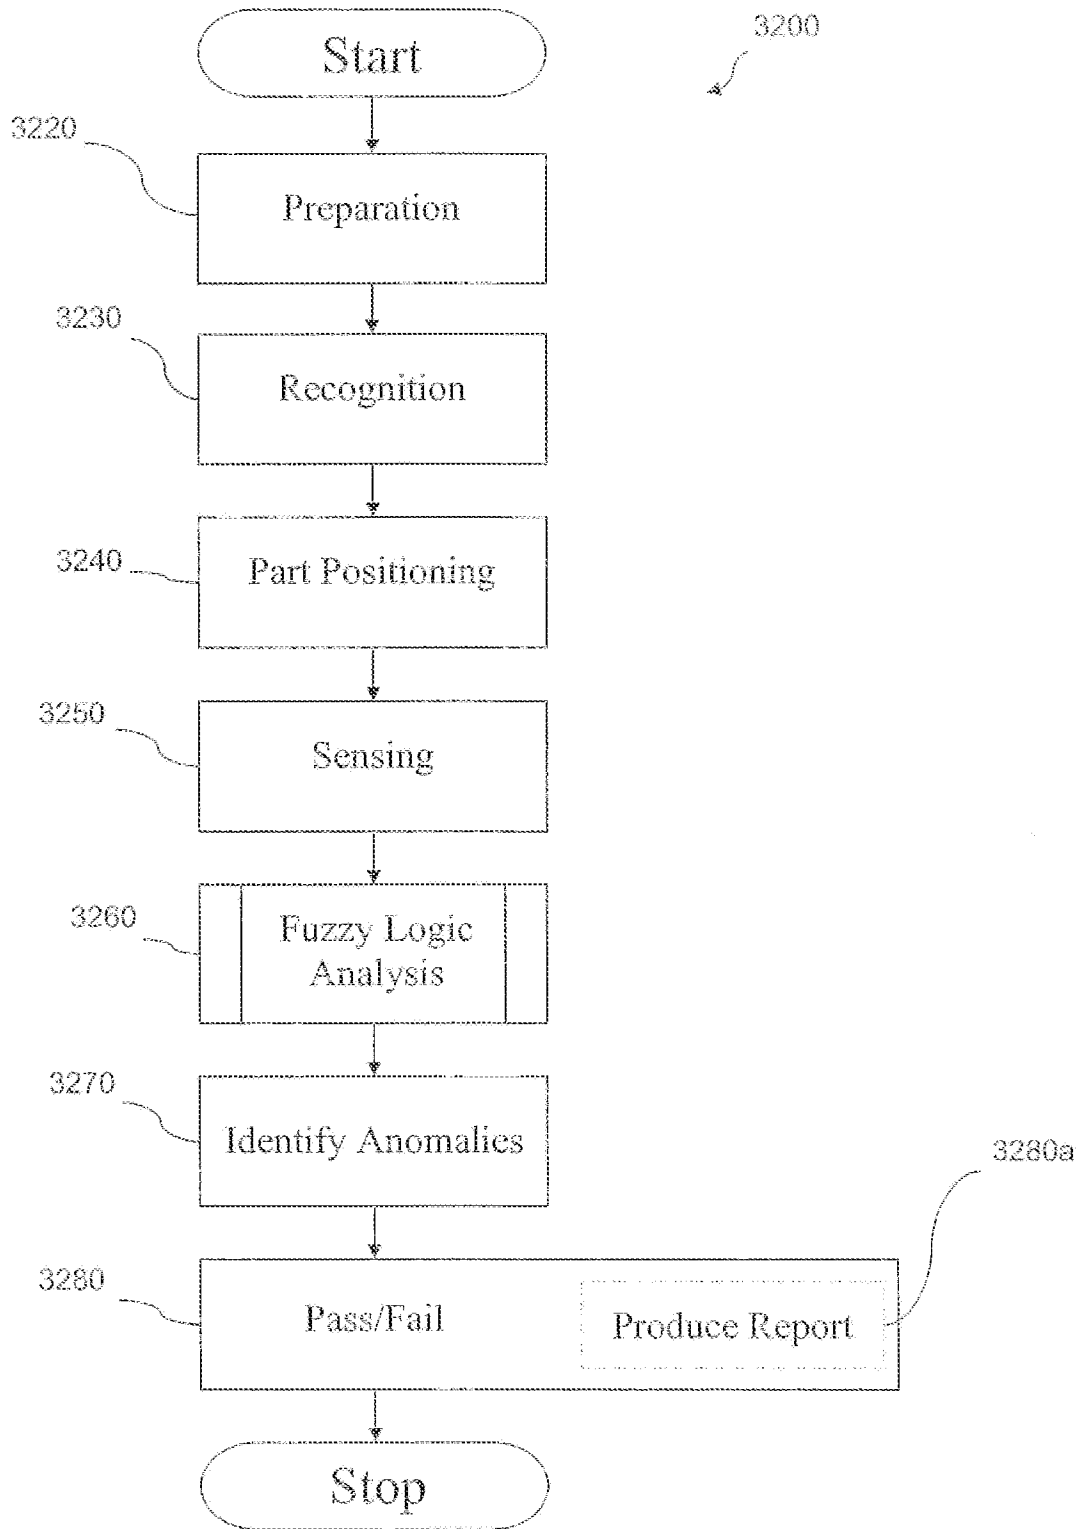 Start
3200
3220
Preparation
3230
Recognition
3240
Part Positioning
3250
Sensing
3260
Fuzzy Logic
Analysis
3270
Identify Anomalies
3280a
3280
Pass/Fail
Produce Report
Stop